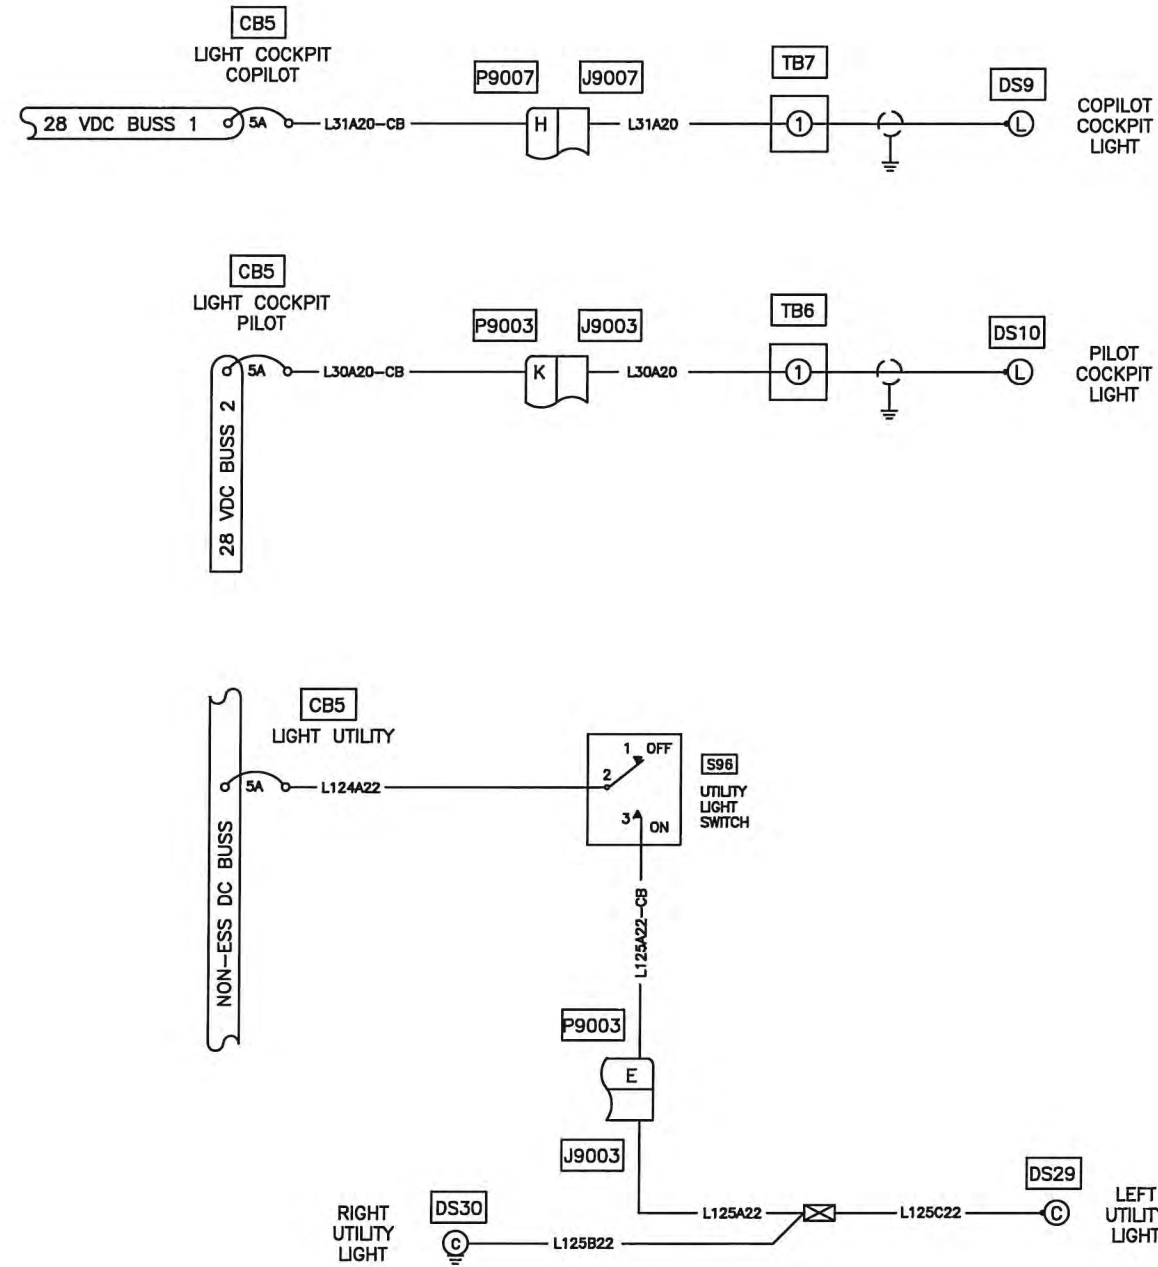 CB5
LIGHT COCKPIT
COPILOT
P9007
J9007
TB7
DS9
28 VDC BUSS 1
5A
L31A20-CB
H
L31A20
1
L
COPILOT
COCKPIT
LIGHT
CB5
LIGHT COCKPIT
PILOT
P9003
J9003
TB6
DS10
5A
L30A20-CB
K
L30A20
1
L
PILOT
COCKPIT
LIGHT
28 VDC BUSS 2
CB5
LIGHT UTILITY
1 OFF
S96
2
5A
L124A22
UTILITY
LIGHT
SWITCH
3 ON
NON-ESS DC BUSS
L125A22-CB
P9003
E
J9003
DS29
RIGHT
UTILITY
LIGHT
DS30
L125A22
L125C22
C
LEFT
UTILITY
LIGHT
C
L125B22